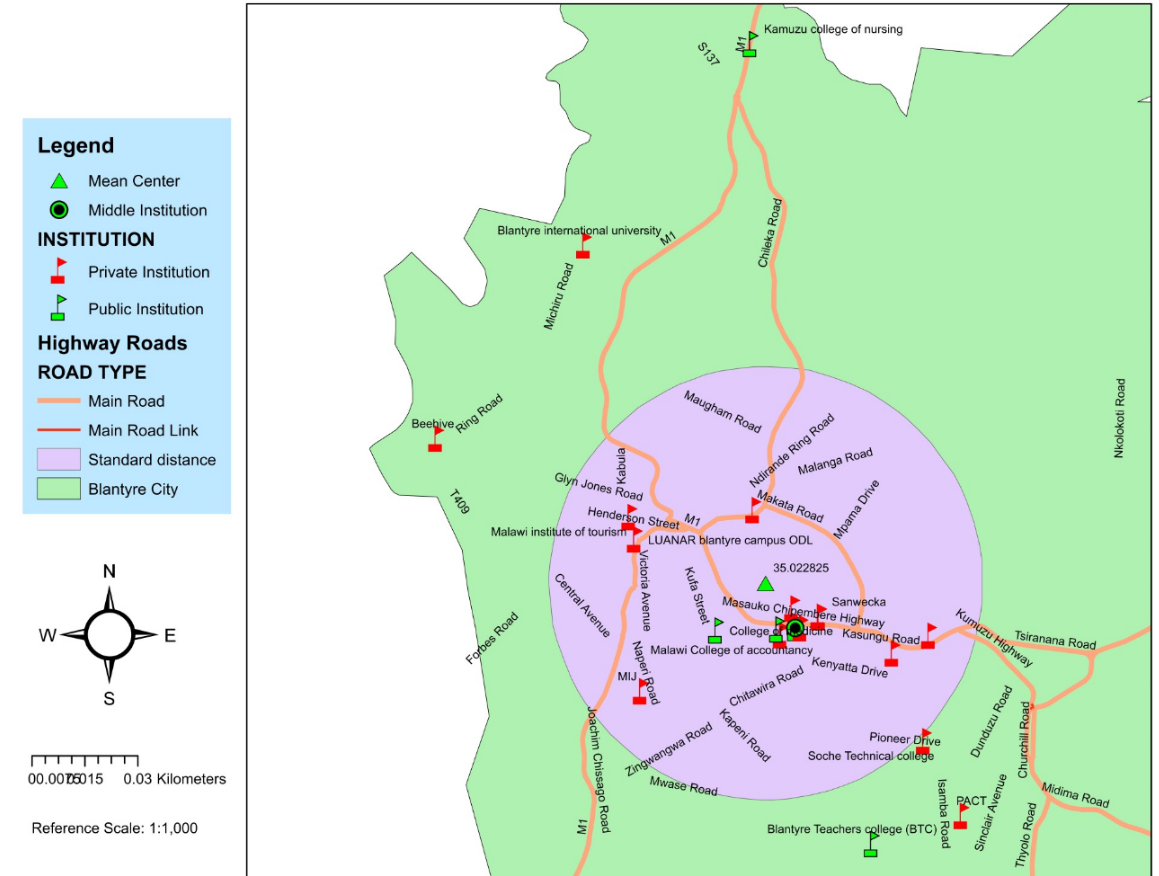 Legend
Mean Center
Middle Institution
INSTITUTION
Private Institution
Public Institution
Highway Roads
ROAD TYPE
Main Road
Main Road Link
Standard distance
Blantyre City
N
W
E
S
0.03 Kilometers
Reference Scale: 1:1,000
Kamuzu college of nursing
M1
S137
Chileka Road
Blantyre international university
M1
Michiru Road
Nkolokoti Road
Beehive
Ring Road
T409
Maugham Road
Ndirande Ring Road
Malanga Road
Kabula
Glyn Jones Road
Makata Road
Mpama Drive
Henderson Street
M1
Malawi institute of tourism
LUANAR blantyre campus ODL
Victoria Avenue
35.022825
Central Avenue
Kufa Street
Masauko Chipembere Highway
Sanwecka
College of Medicine
Kasungu Road
Kumuzu Highway
Tsiranana Road
Forbes Road
Malawi College of accountancy
Kenyatta Drive
Naperi Road
MIJ
Chitawira Road
Kapeni Road
Zingwangwa Road
Dunduzu Road
Churchill Road
Pioneer Drive
Soche Technical college
Joachim Chissago Road
Mwase Road
M1
PACT
Isamba Road
Sinclair Avenue
Midima Road
Thyolo Road
Blantyre Teachers college (BTC)